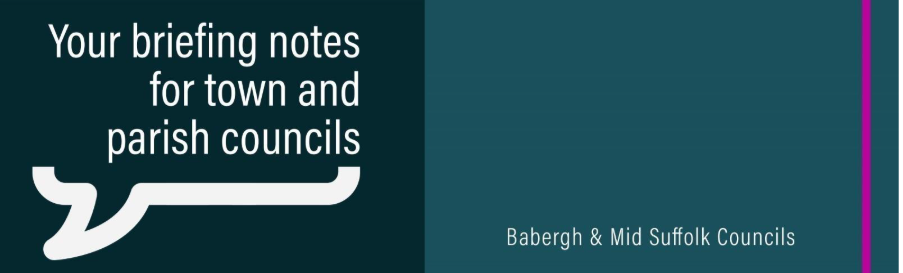 Your briefing notes
for town and
parish councils
Babergh & Mid Suffolk Councils